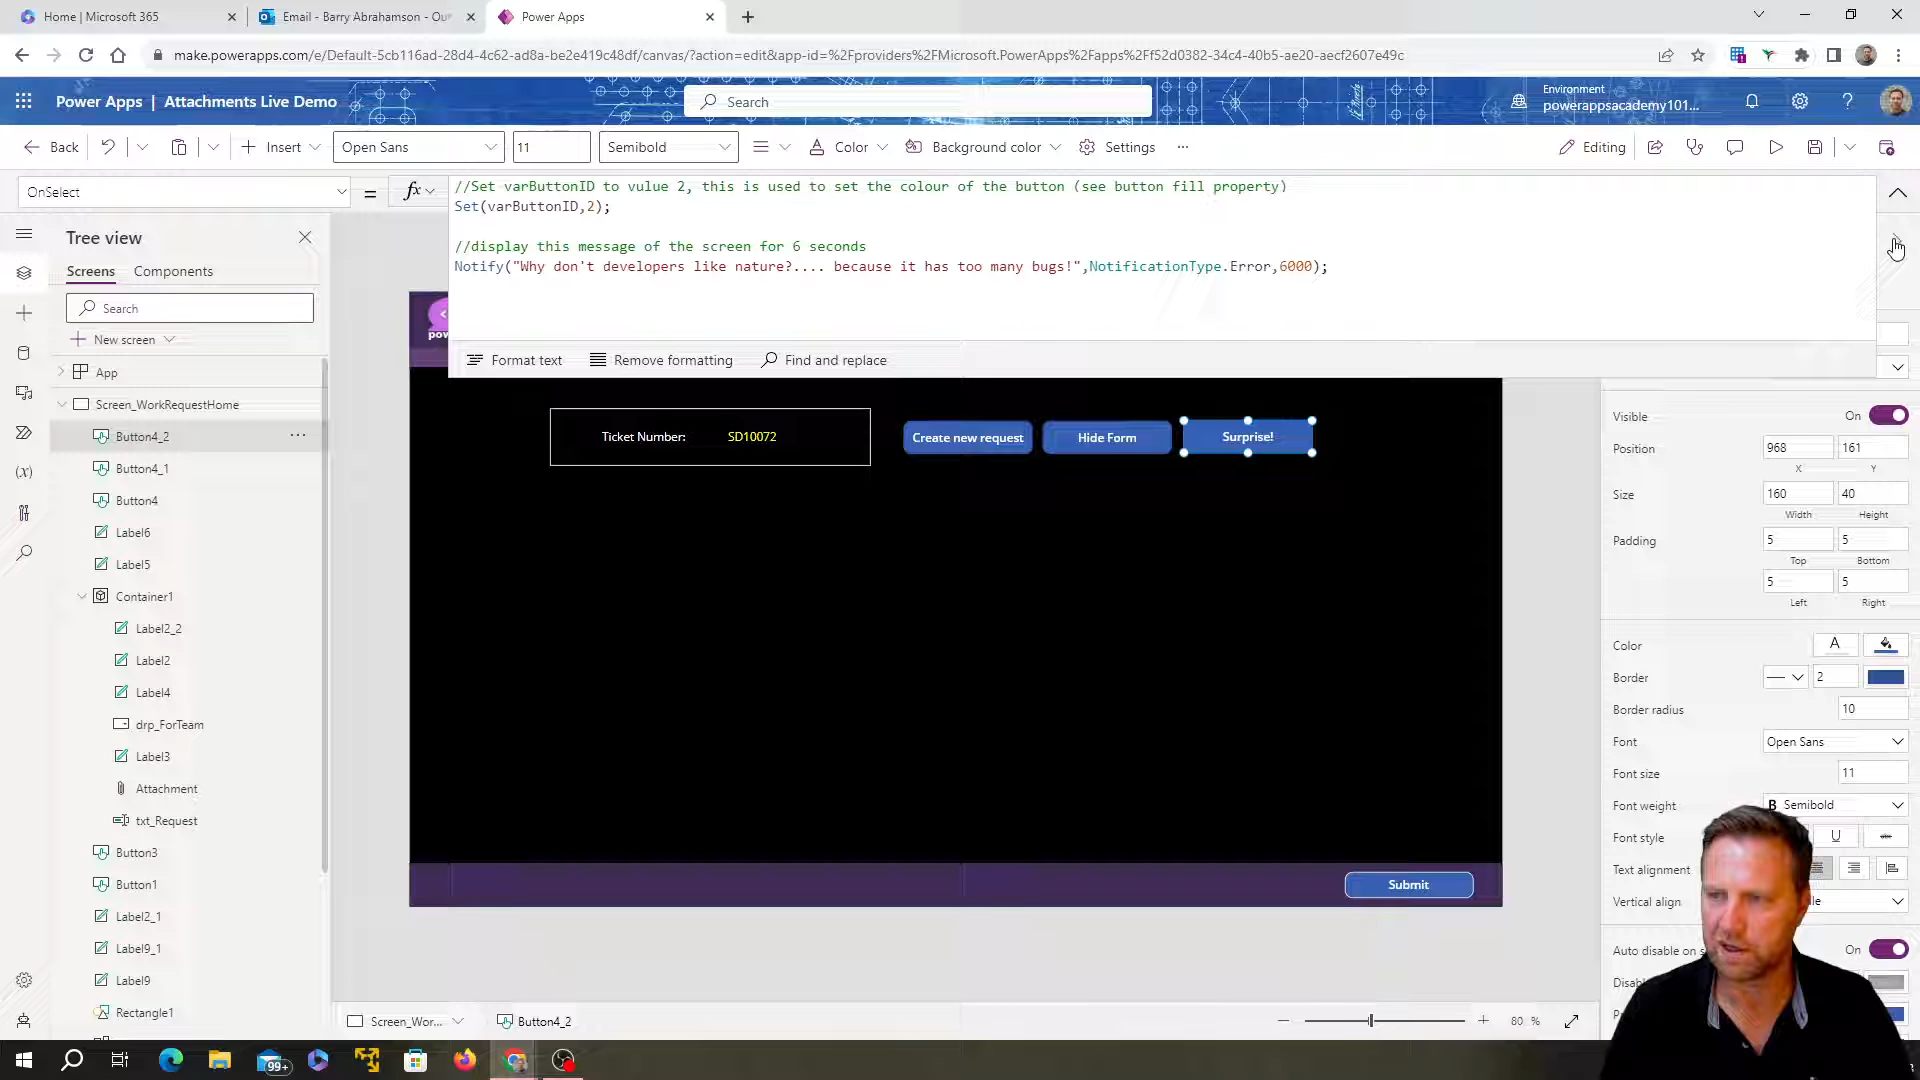 Home | Microsoft 365
Email - Barry Abrahamson - Ou
Power Apps
make.powerapps.com/e/Default-5cb116ad-28d4-4c62-ad8a-be2e419c48df/canvas/?action=edit&app-id=%2Fproviders%2FMicrosoft.PowerApps%2Fapps%2Ff52d0382-34c4-40b5-ae20-aecf2607e49c
Power Apps | Attachments Live Demo
Search
Environment
powerappsacademy101...
Back
Insert
Open Sans
11
Semibold
Color
Background color
Settings
Editing
OnSelect
= fx
//Set varButtonID to vulue 2, this is used to set the colour of the button (see button fill property)
Set(varButtonID,2);
//display this message of the screen for 6 seconds
Notify("Why don't developers like nature?.... because it has too many bugs!",NotificationType.Error,6000);
Format text
Remove formatting
Find and replace
Tree view
Screens
Components
Search
New screen
App
Screen_WorkRequestHome
Button4_2
Button4_1
Button4
Label6
Label5
Container1
Label2_2
Label2
Label4
drp_ForTeam
Label3
Attachment
txt_Request
Button3
Button1
Label2_1
Label9_1
Label9
Rectangle1
pow
Ticket Number: SD10072
Create new request
Hide Form
Surprise!
Submit
Visible On
Position 968 161
X Y
Size 160 40
Width Height
Padding 5 5
Top Bottom
5 5
Left Right
Color A
Border 2
Border radius 10
Font Open Sans
Font size 11
Font weight B Semibold
Font style U
Text alignment
Vertical align
Auto disable on s On
Screen_Wor...
Button4_2
80 %
99+